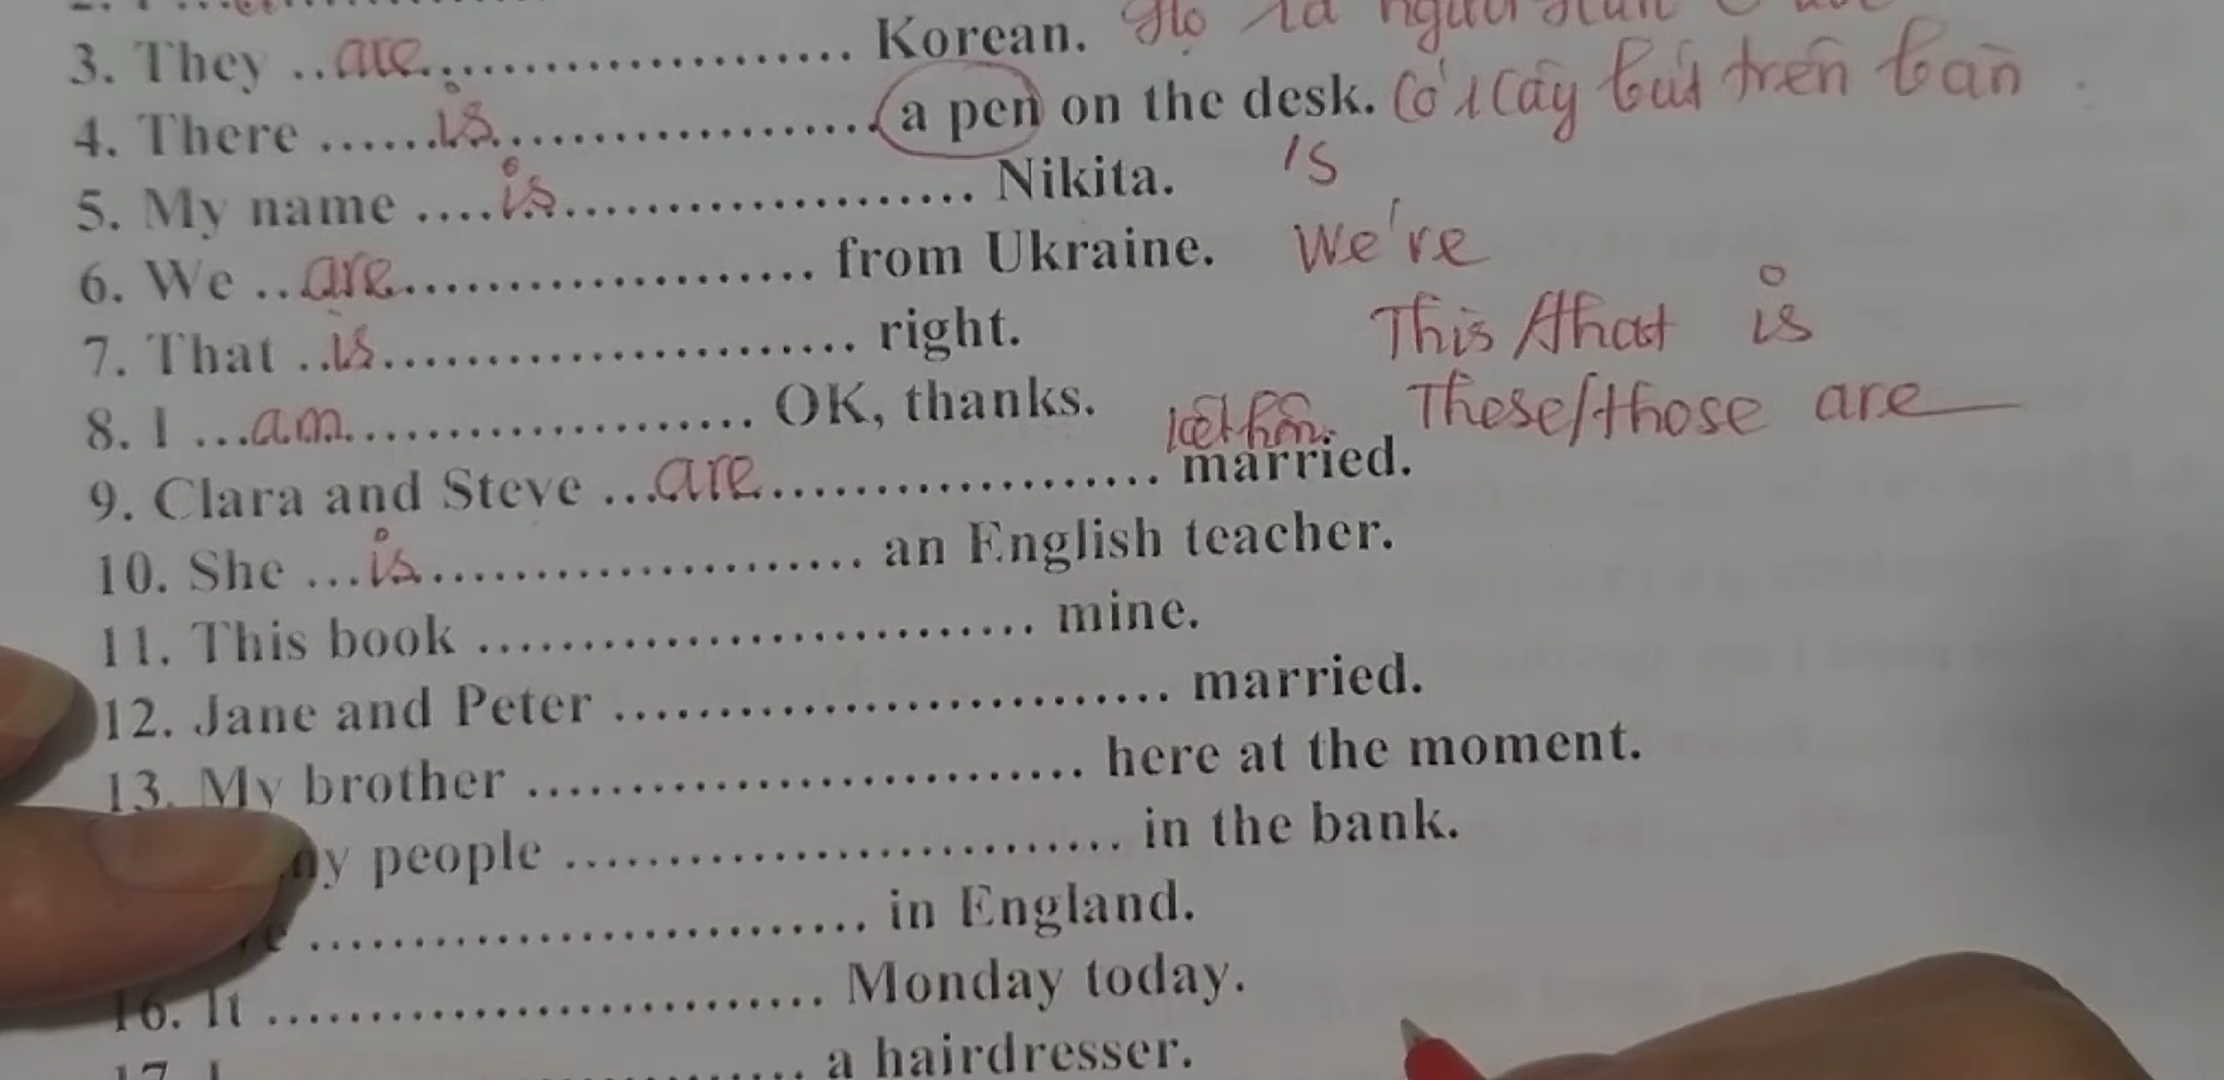 3. They ..are........................ Korean. Họ là người
4. There ......is...................... a pen on the desk. Có 1 cây bút trên bàn
5. My name ....is........................ Nikita. 's
6. We ..are........................ from Ukraine. We're
7. That ..is.......................... right. This/that is
8. I ...am........................ OK, thanks. These/those are
kết hôn.
9. Clara and Steve ...are....................... married.
10. She ...is......................... an English teacher.
11. This book ................................ mine.
12. Jane and Peter ................................ married.
13. My brother ................................ here at the moment.
people ................................ in the bank.
................................ in England.
16. It ................................ Monday today.
17. I ................................ a hairdresser.